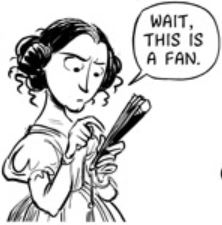 WAIT,
THIS IS
A FAN.